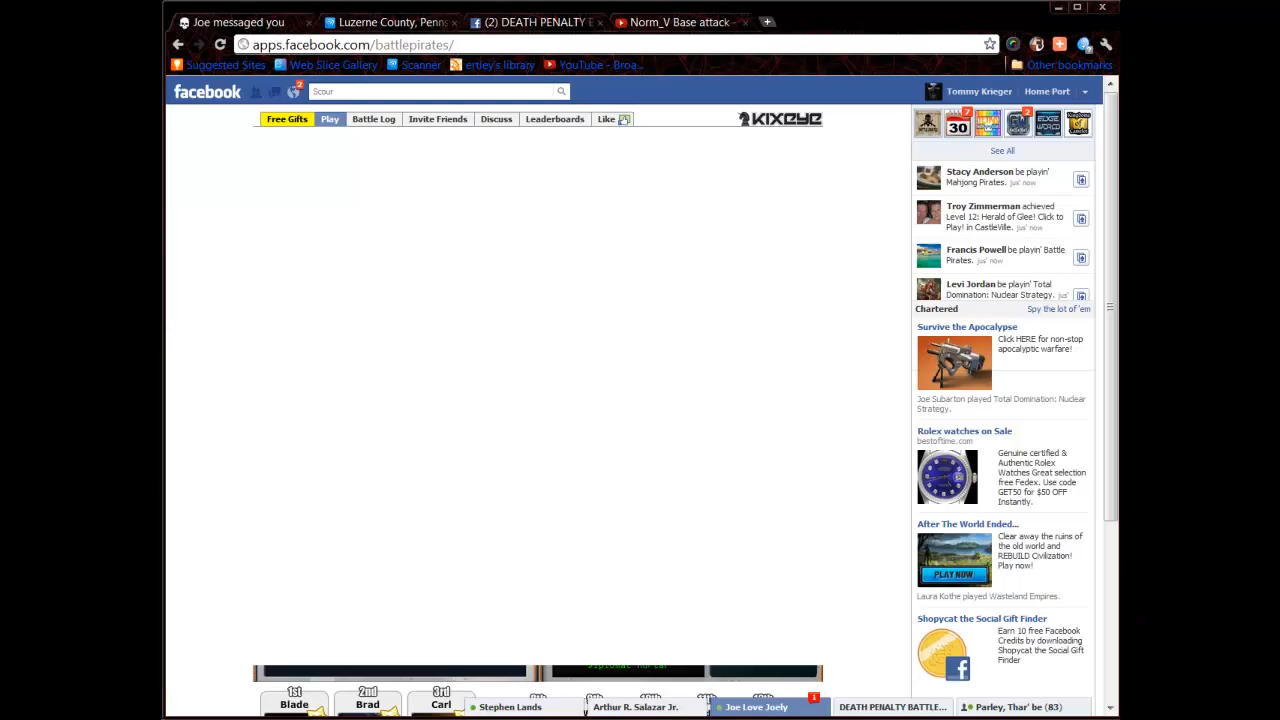 Joe messaged you
Luzerne County, Penns
(2) DEATH PENALTY B
Norm_V Base attack -
apps.facebook.com/battlepirates/
Suggested Sites
Web Slice Gallery
Scanner
ertley's library
YouTube - Broa...
Other bookmarks
facebook
2
Scour
Tommy Krieger
Home Port
Free Gifts
Play
Battle Log
Invite Friends
Discuss
Leaderboards
Like
KIXEYE
7
30
2
See All
Stacy Anderson be playin'
Mahjong Pirates. jus' now
Troy Zimmerman achieved
Level 12: Herald of Glee! Click to
Play! in CastleVille. jus' now
Francis Powell be playin' Battle
Pirates. jus' now
Levi Jordan be playin' Total
Domination: Nuclear Strategy. jus'
Chartered
Spy the lot of 'em
Survive the Apocalypse
Click HERE for non-stop
apocalyptic warfare!
Joe Subarton played Total Domination: Nuclear
Strategy.
Rolex watches on Sale
bestoftime.com
Genuine certified &
Authentic Rolex
Watches Great selection
free Fedex. Use code
GET50 for $50 OFF
Instantly.
After The World Ended...
Clear away the ruins of
the old world and
REBUILD Civilization!
Play now!
PLAY NOW
Laura Kothe played Wasteland Empires.
Shopycat the Social Gift Finder
Earn 10 free Facebook
Credits by downloading
Shopycat the Social Gift
Finder
1st
Blade
2nd
Brad
3rd
Carl
Stephen Lands
Arthur R. Salazar Jr.
Joe Love Joely
1
DEATH PENALTY BATTLE...
Parley, Thar' be (83)